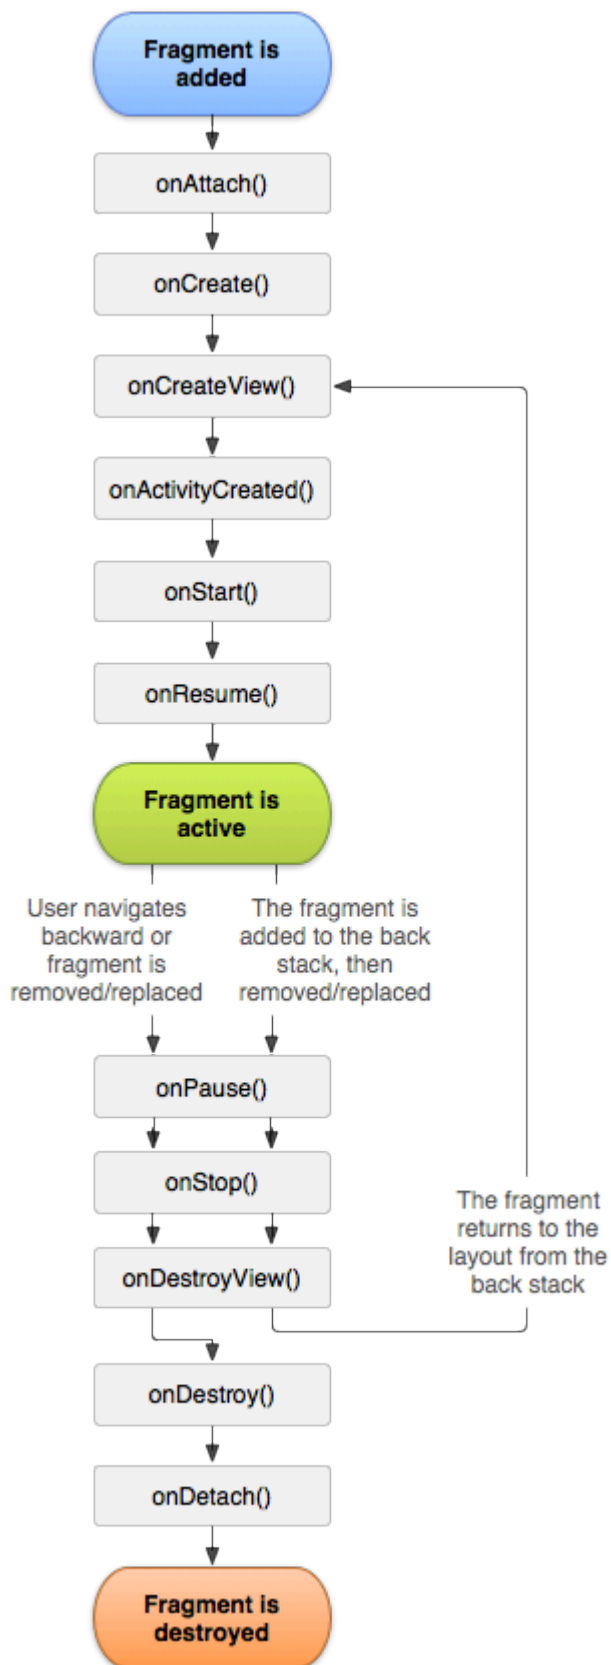 Fragment is
added
onAttach()
onCreate()
onCreateView()
onActivityCreated()
onStart()
onResume()
Fragment is
active
User navigates
backward or
fragment is
removed/replaced
The fragment is
added to the back
stack, then
removed/replaced
onPause()
onStop()
onDestroyView()
The fragment
returns to the
layout from the
back stack
onDestroy()
onDetach()
Fragment is
destroyed